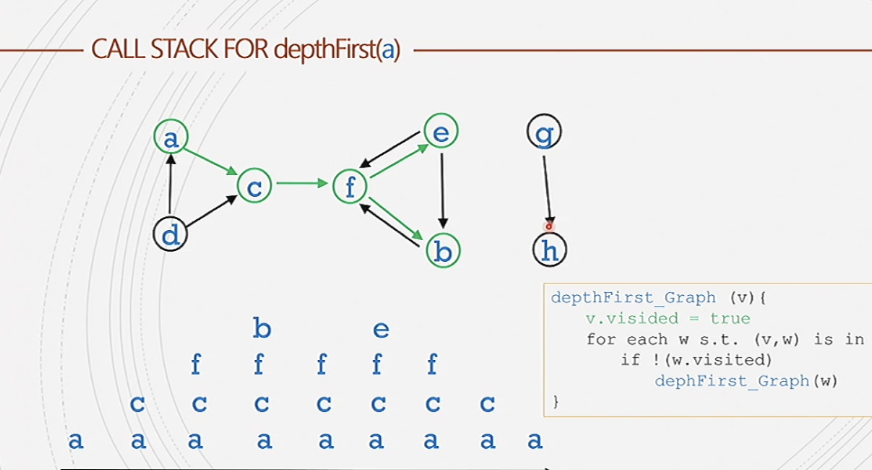 CALL STACK FOR depthFirst(a)
a
e
g
c
f
d
b
h
depthFirst_Graph (v){
v.visided = true
for each w s.t. (v,w) is in
if !(w.visited)
dephFirst_Graph(w)
}
b e
f f f f f
c c c c c c c
a a a a a a a a a